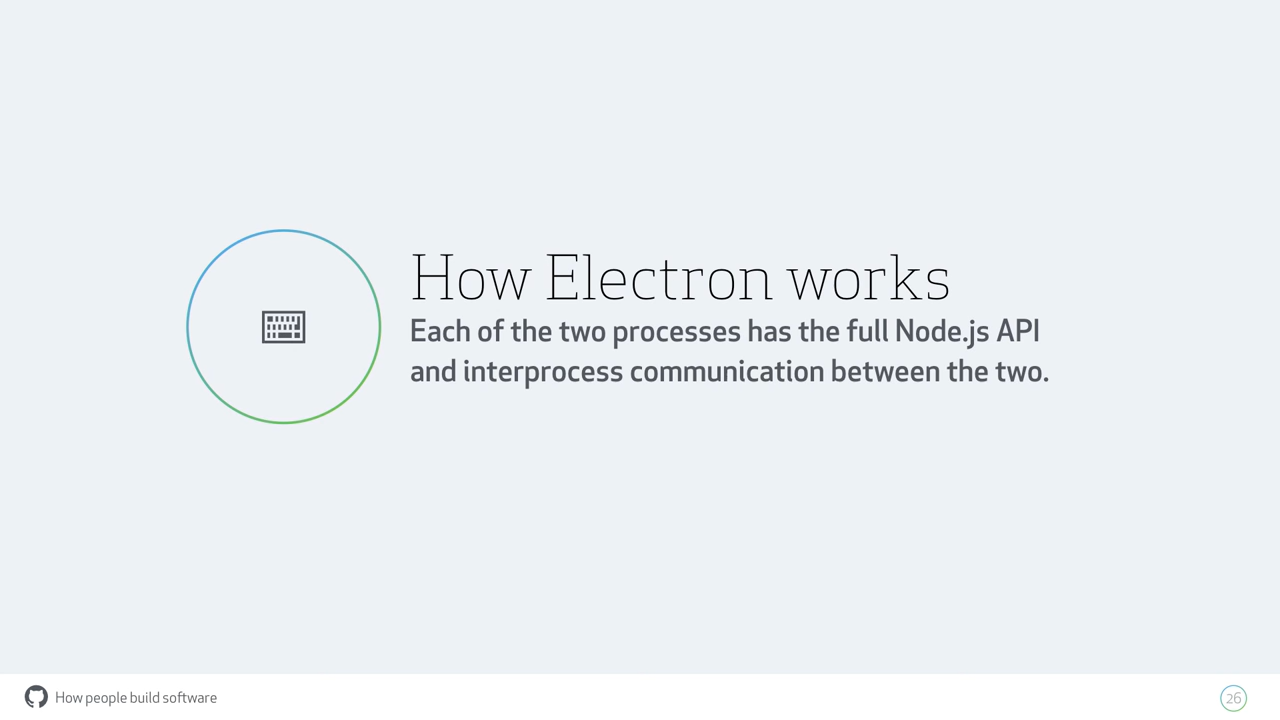 How Electron works
Each of the two processes has the full Node.js API
and interprocess communication between the two.
How people build software
26